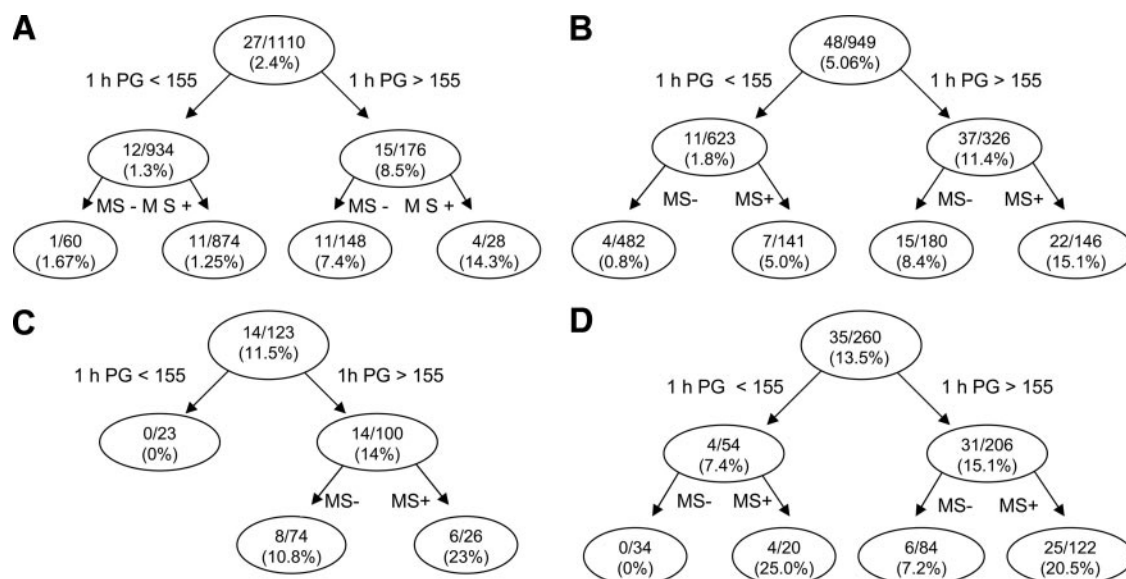 A
27/1110
(2.4%)
1 h PG < 155
1 h PG > 155
12/934
(1.3%)
15/176
(8.5%)
MS - M S +
MS - M S +
1/60
(1.67%)
11/874
(1.25%)
11/148
(7.4%)
4/28
(14.3%)
B
48/949
(5.06%)
1 h PG < 155
1 h PG > 155
11/623
(1.8%)
37/326
(11.4%)
MS- MS+
MS- MS+
4/482
(0.8%)
7/141
(5.0%)
15/180
(8.4%)
22/146
(15.1%)
C
14/123
(11.5%)
1 h PG < 155
1h PG > 155
0/23
(0%)
14/100
(14%)
MS- MS+
8/74
(10.8%)
6/26
(23%)
D
35/260
(13.5%)
1 h PG < 155
1 h PG > 155
4/54
(7.4%)
31/206
(15.1%)
MS- MS+
MS- MS+
0/34
(0%)
4/20
(25.0%)
6/84
(7.2%)
25/122
(20.5%)